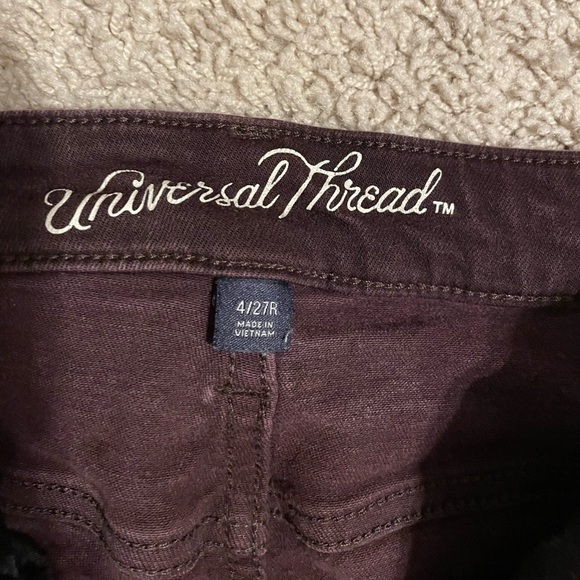 Universal Thread™
4/27R
MADE IN
VIETNAM